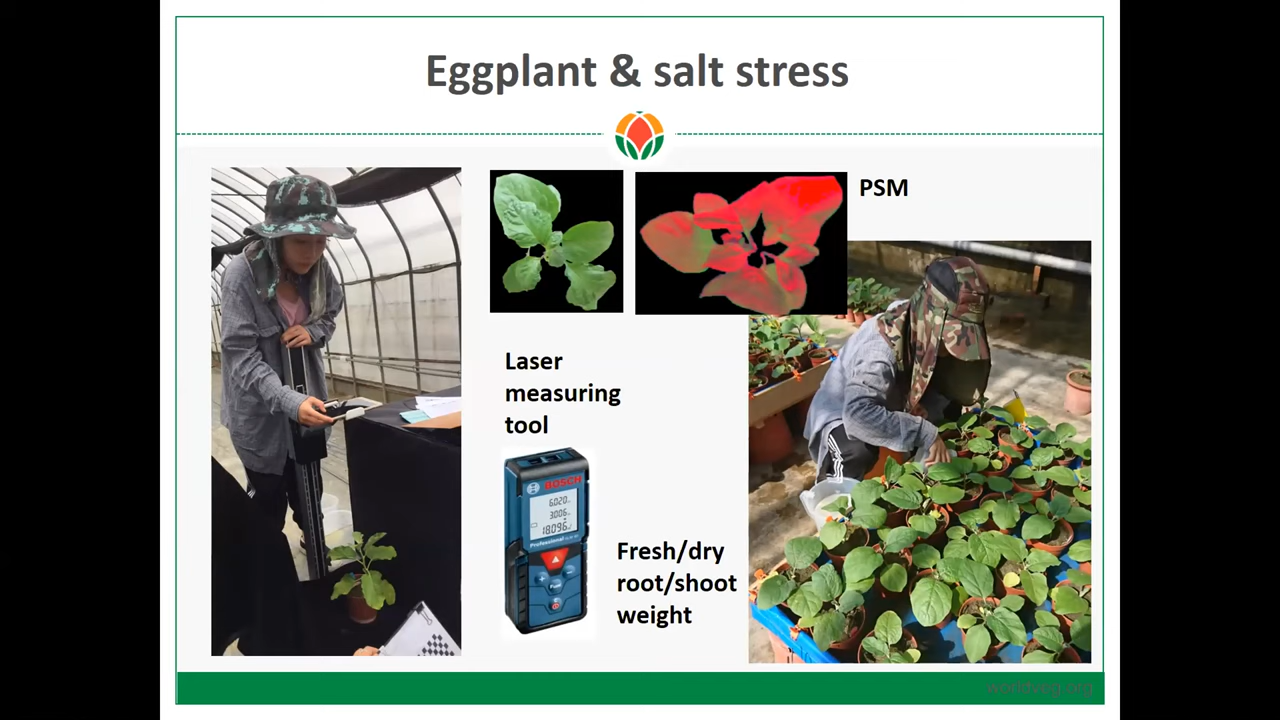 Eggplant & salt stress
PSM
Laser
measuring
tool
BOSCH
6.020
3.006
18.096
Professional
Fresh/dry
root/shoot
weight
worldveg.org